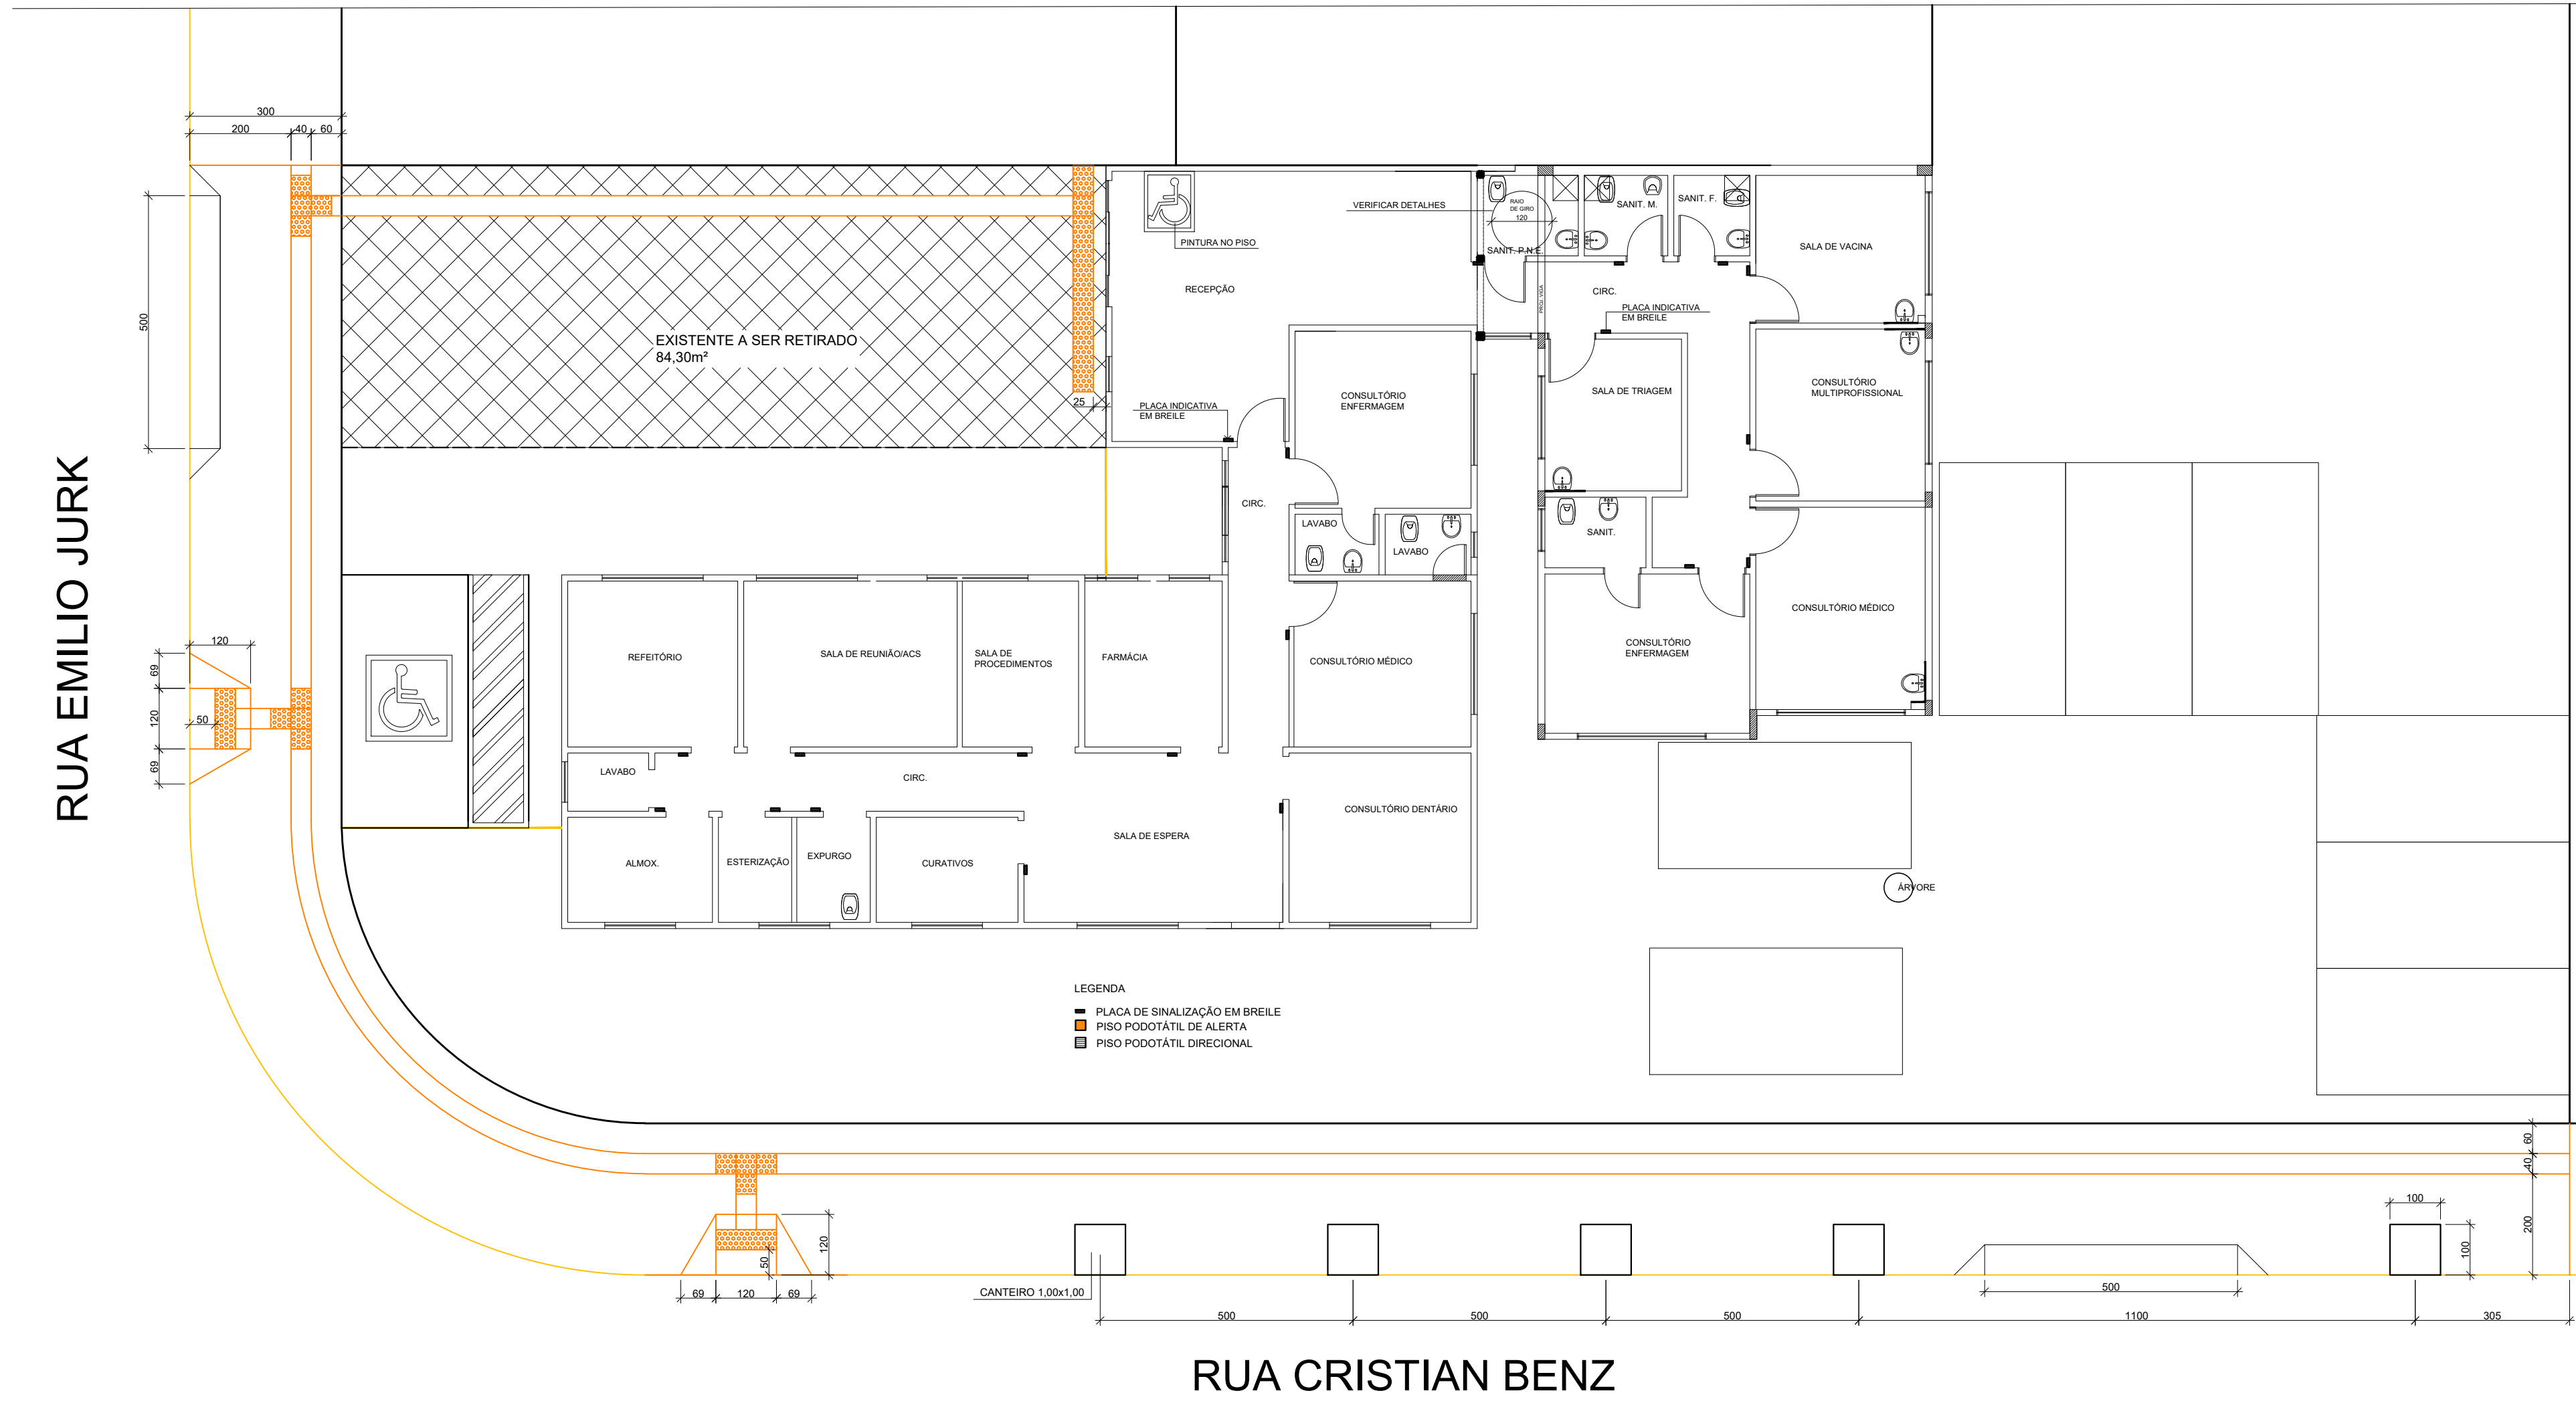 300
200
40
60
500
RUA EMILIO JURK
EXISTENTE A SER RETIRADO
84,30m²
25
PINTURA NO PISO
RECEPÇÃO
PLACA INDICATIVA
EM BREILE
VERIFICAR DETALHES
RAIO
DE GIRO
120
SANIT. P.N.E.
SANIT. M.
SANIT. F.
SALA DE VACINA
PROJ. VIGA
CIRC.
PLACA INDICATIVA
EM BREILE
CONSULTÓRIO
ENFERMAGEM
SALA DE TRIAGEM
CONSULTÓRIO
MULTIPROFISSIONAL
CIRC.
LAVABO
LAVABO
SANIT.
CONSULTÓRIO MÉDICO
CONSULTÓRIO
ENFERMAGEM
120
69
120
50
69
REFEITÓRIO
SALA DE REUNIÃO/ACS
SALA DE
PROCEDIMENTOS
FARMÁCIA
CONSULTÓRIO MÉDICO
LAVABO
CIRC.
CONSULTÓRIO DENTÁRIO
SALA DE ESPERA
ALMOX.
ESTERIZAÇÃO
EXPURGO
CURATIVOS
ÁRVORE
LEGENDA
PLACA DE SINALIZAÇÃO EM BREILE
PISO PODOTÁTIL DE ALERTA
PISO PODOTÁTIL DIRECIONAL
60
40
200
100
100
120
50
69
120
69
CANTEIRO 1,00x1,00
500
500
500
500
1100
305
RUA CRISTIAN BENZ